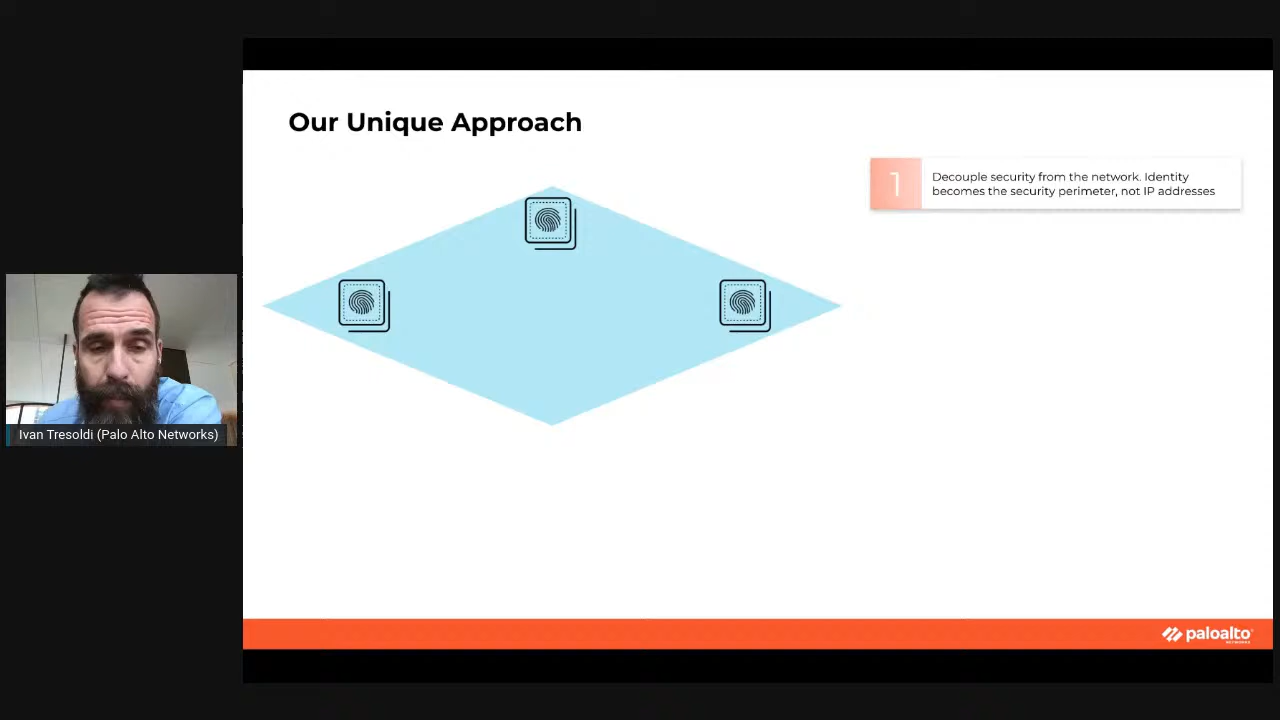 Our Unique Approach
1
Decouple security from the network. Identity
becomes the security perimeter, not IP addresses
Ivan Tresoldi (Palo Alto Networks)
paloalto
NETWORKS